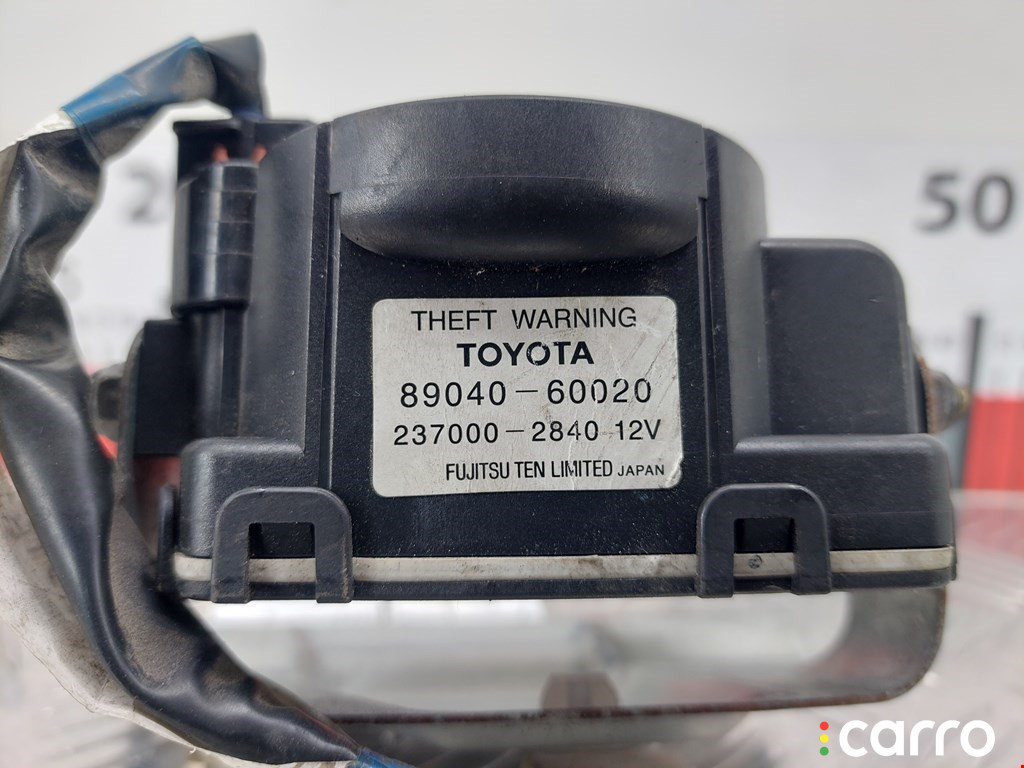 50
THEFT WARNING
TOYOTA
89040-60020
237000-2840 12V
FUJITSU TEN LIMITED JAPAN
carro